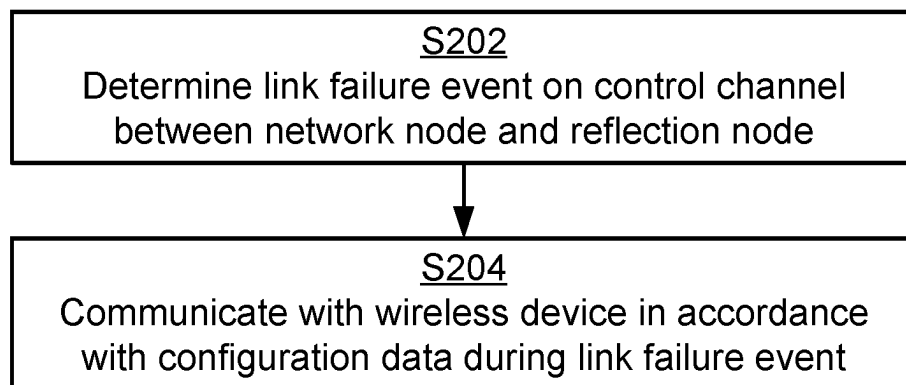 S202
Determine link failure event on control channel
between network node and reflection node
S204
Communicate with wireless device in accordance
with configuration data during link failure event